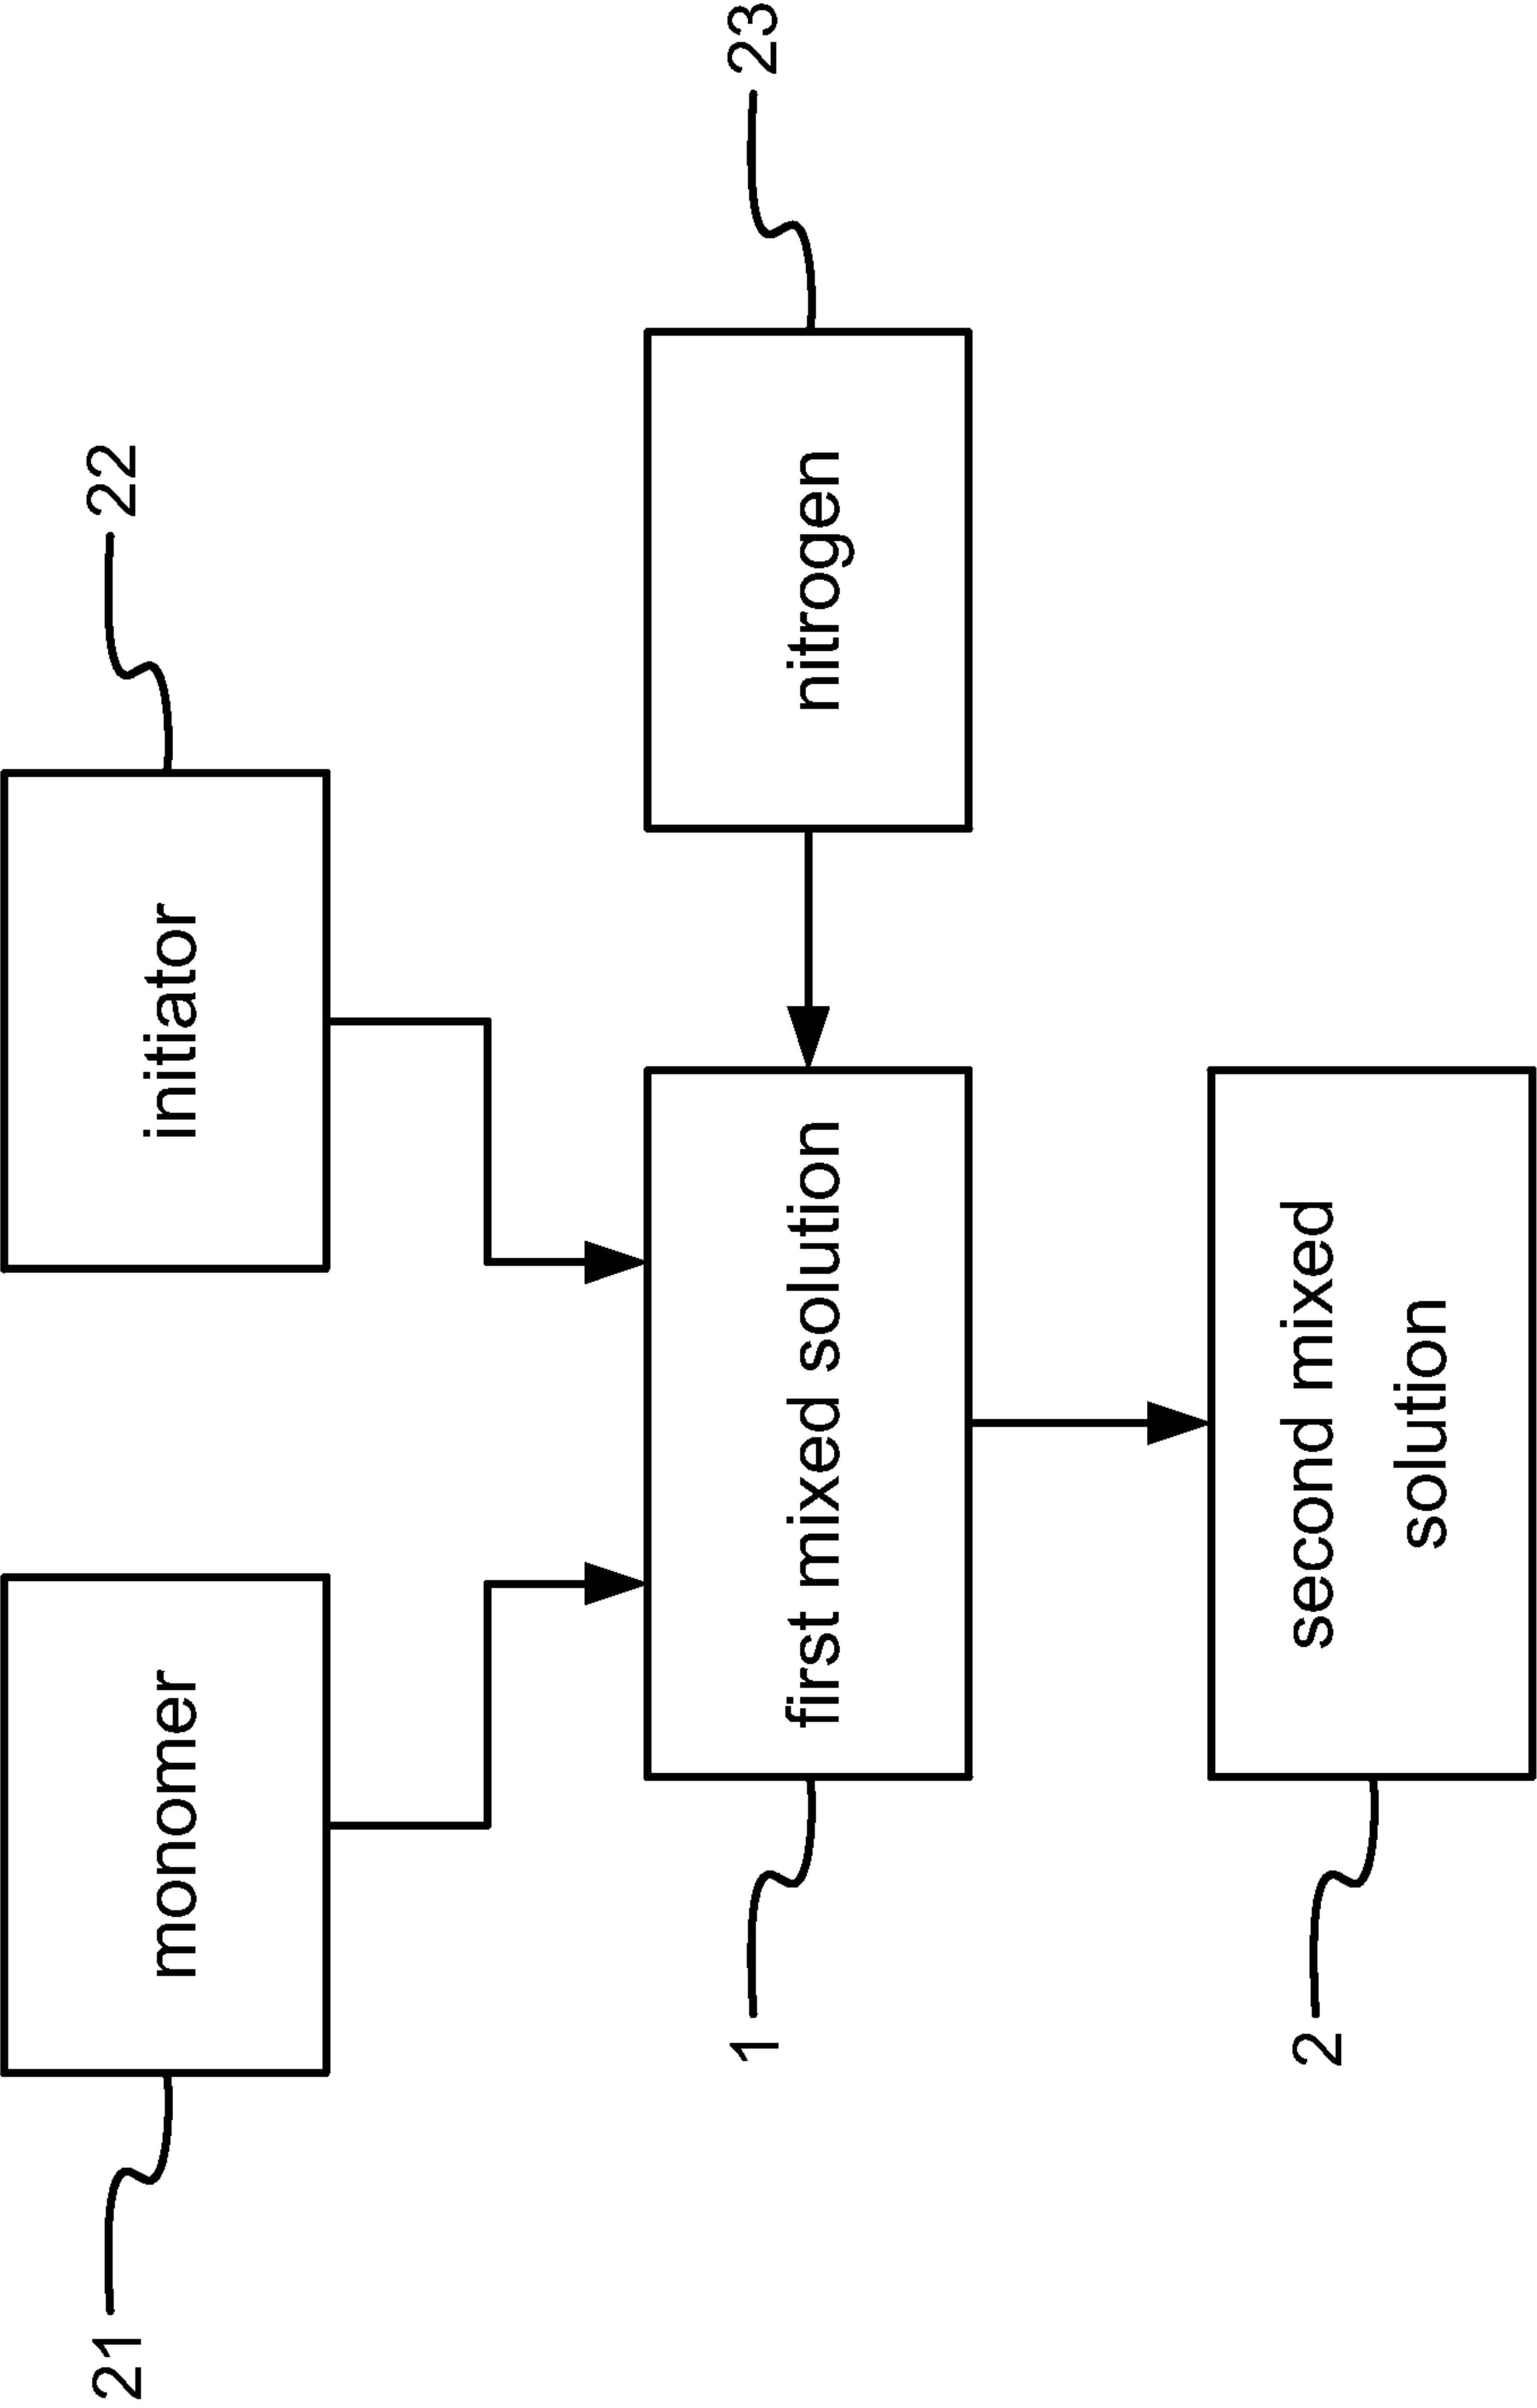 21
monomer
initiator
22
1
first mixed solution
nitrogen
23
2
second mixed
solution